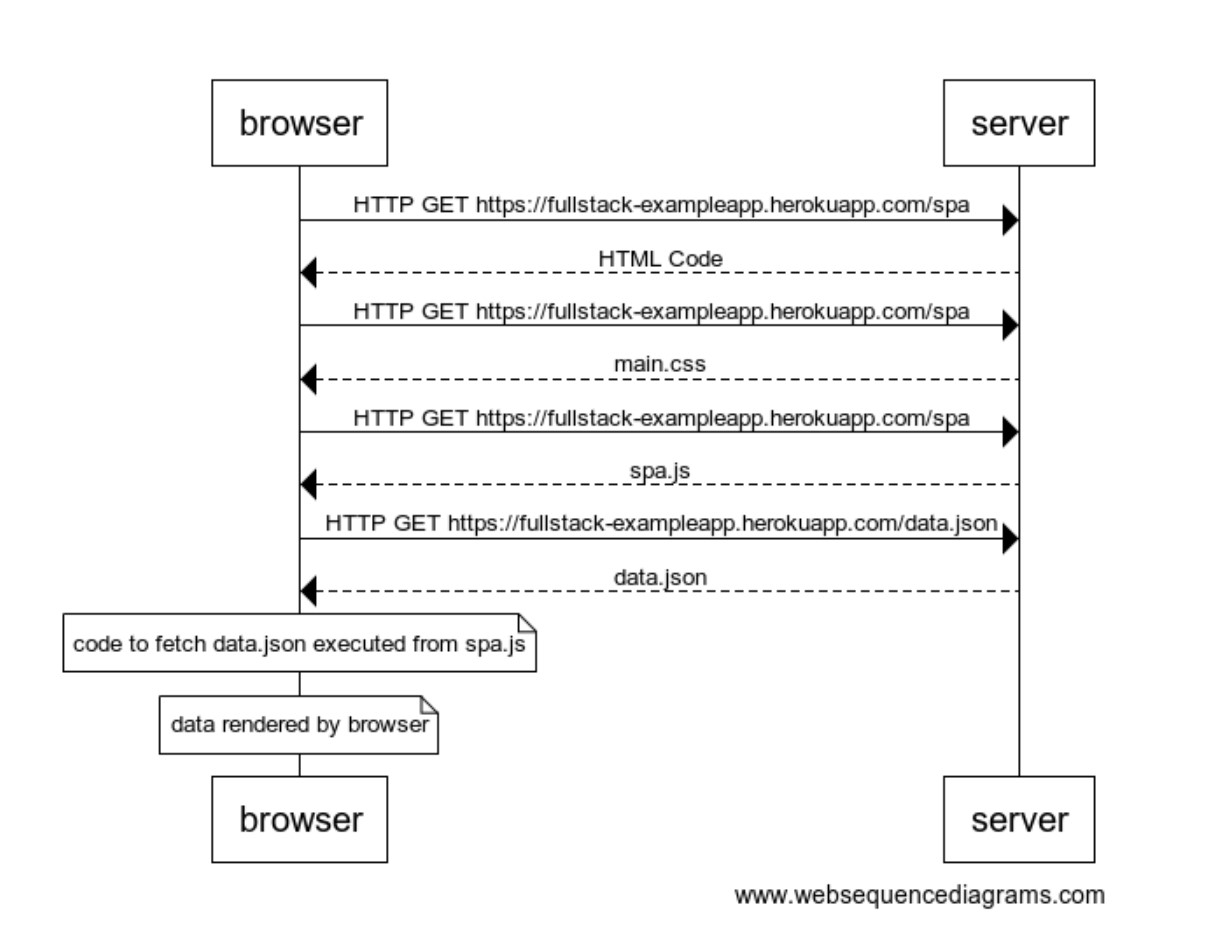 browser
server
HTTP GET https://fullstack-exampleapp.herokuapp.com/spa
HTML Code
HTTP GET https://fullstack-exampleapp.herokuapp.com/spa
main.css
HTTP GET https://fullstack-exampleapp.herokuapp.com/spa
spa.js
HTTP GET https://fullstack-exampleapp.herokuapp.com/data.json
data.json
code to fetch data.json executed from spa.js
data rendered by browser
browser
server
www.websequencediagrams.com